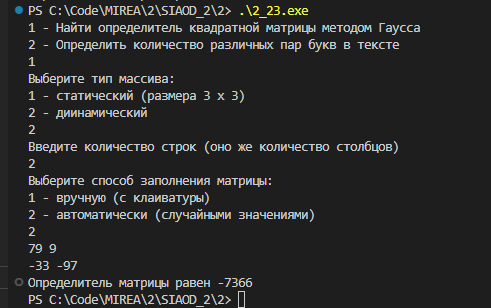 PS C:\Code\MIREA\2\SIAOD_2\2> .\2_23.exe
1 - Найти определитель квадратной матрицы методом Гаусса
2 - Определить количество различных пар букв в тексте
1
Выберите тип массива:
1 - статический (размера 3 x 3)
2 - диинамический
2
Введите количество строк (оно же количество столбцов)
2
Выберите способ заполнения матрицы:
1 - вручную (с клаиватуры)
2 - автоматически (случайными значениями)
2
79 9
-33 -97
Определитель матрицы равен -7366
PS C:\Code\MIREA\2\SIAOD_2\2>